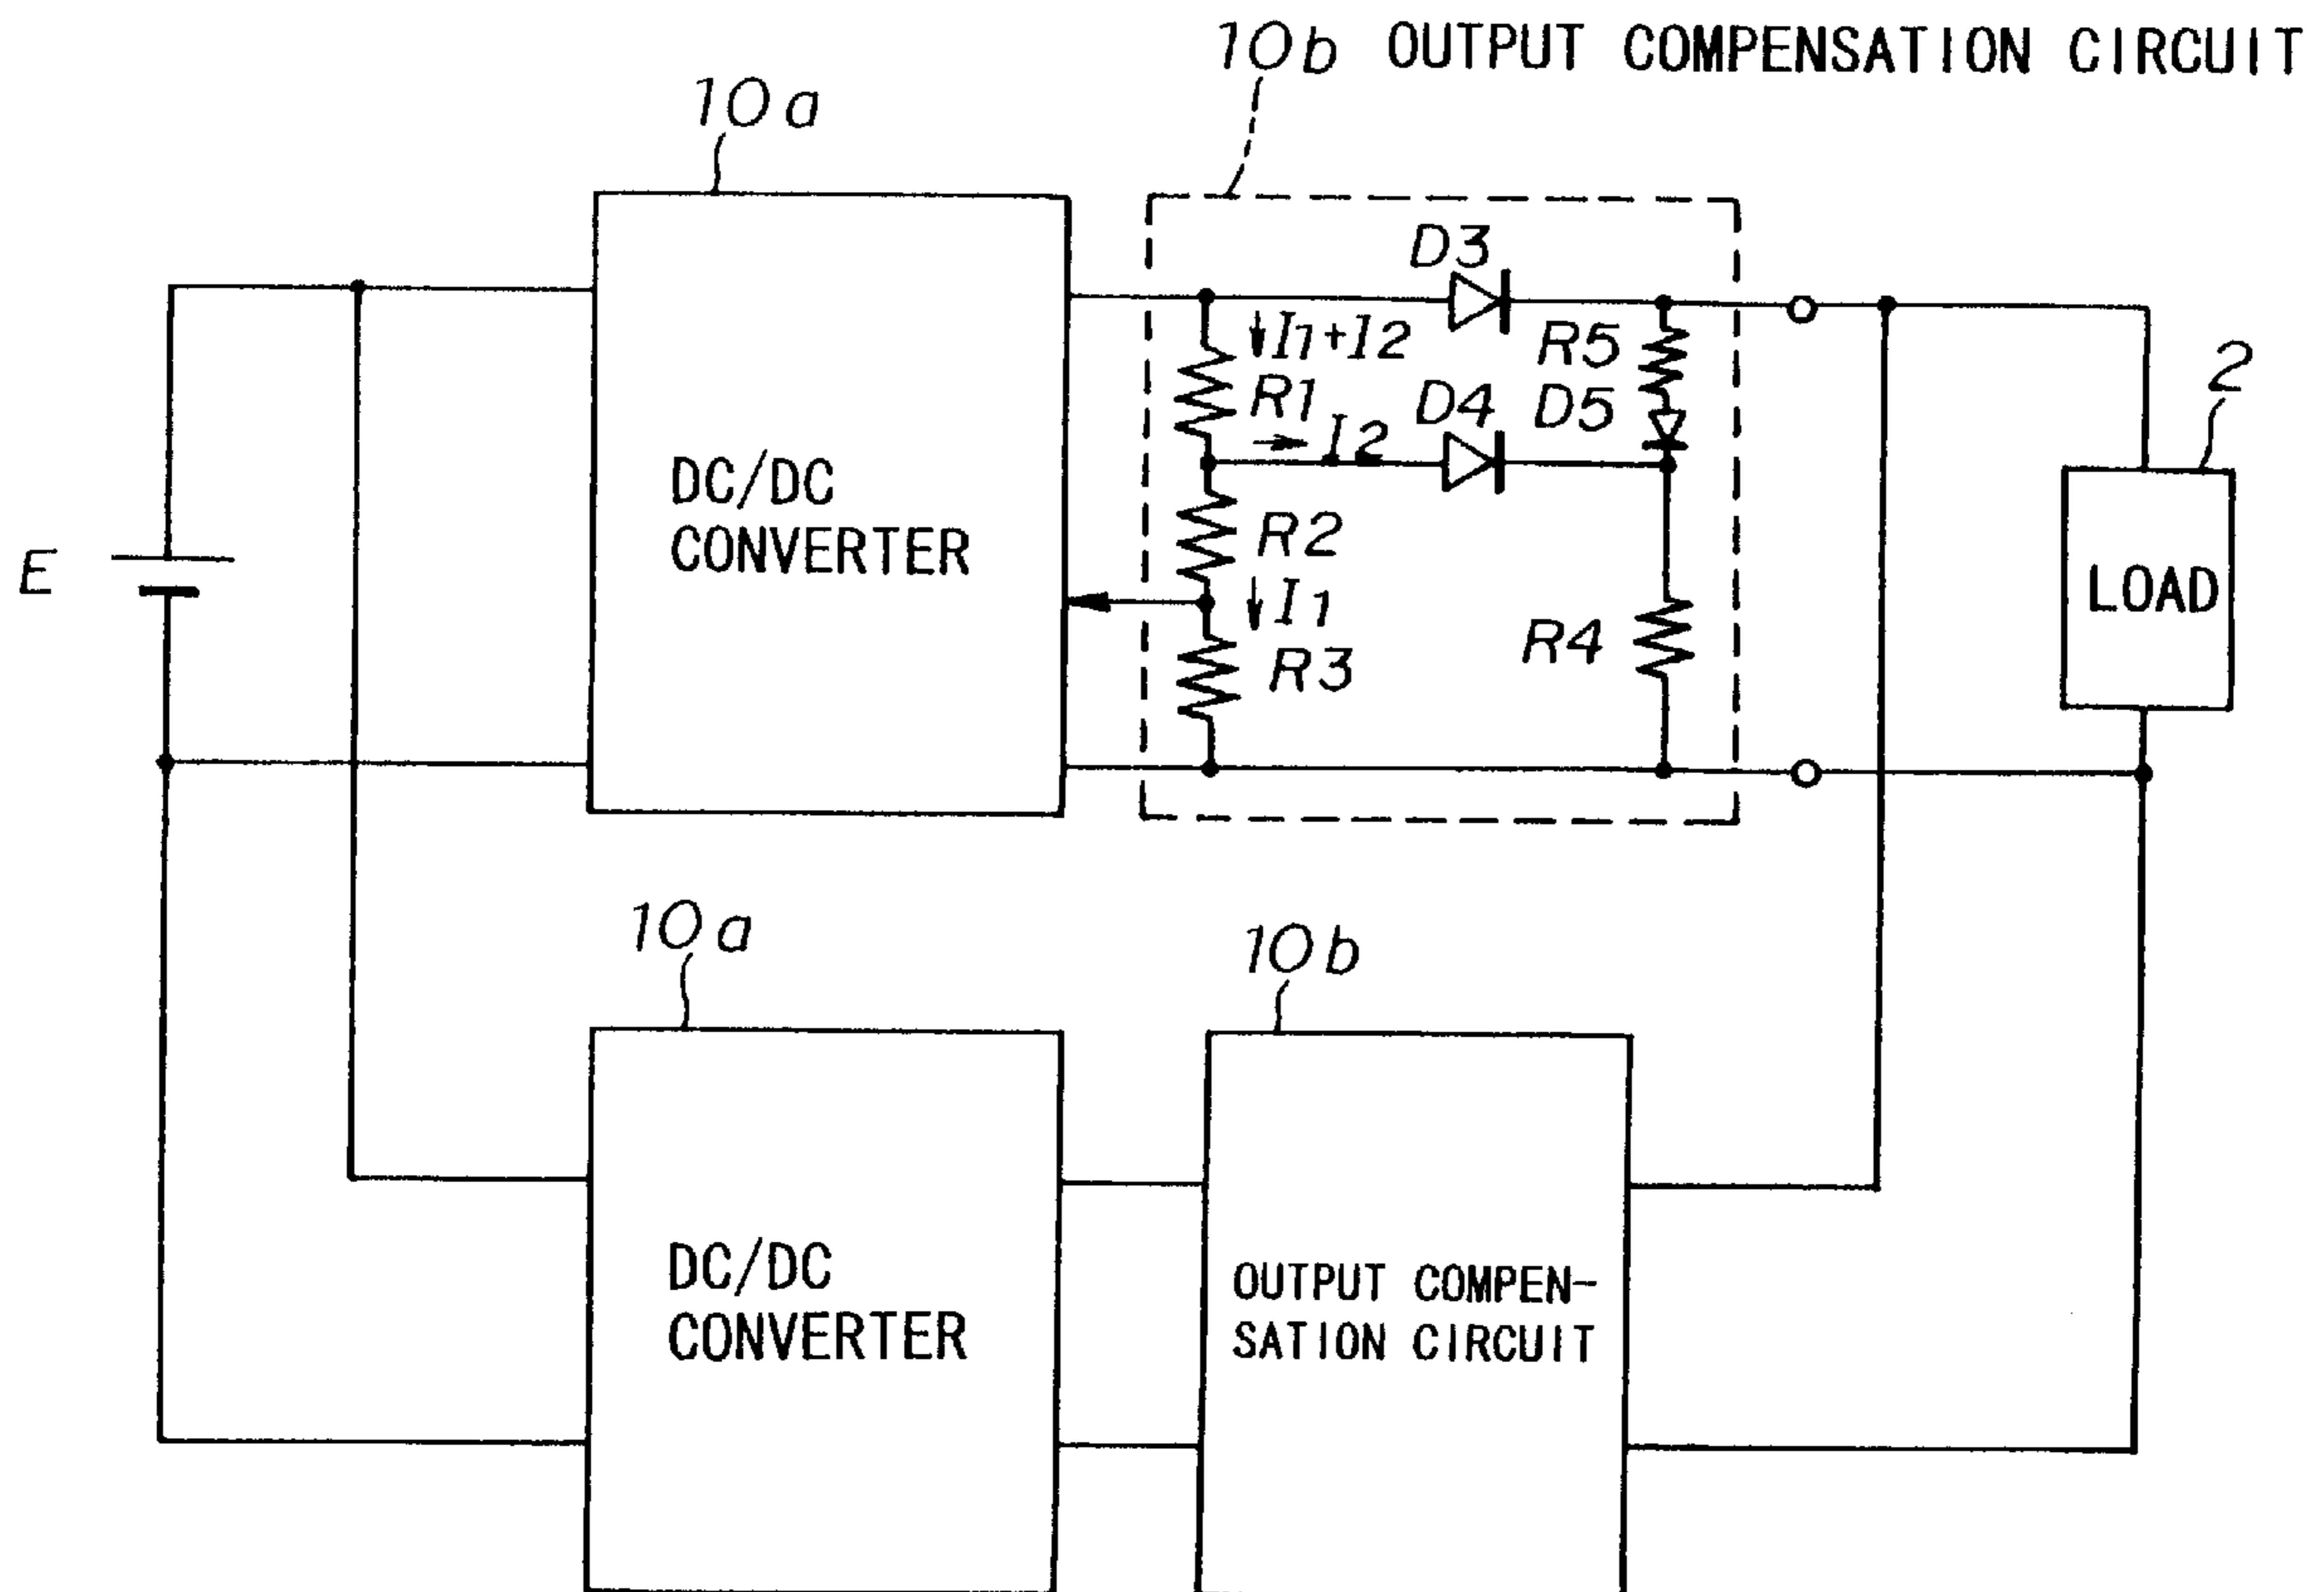 10b OUTPUT COMPENSATION CIRCUIT
10a
D3
I1+I2
R5
2
R1
D4
D5
I2
DC/DC
CONVERTER
R2
E
LOAD
I1
R4
R3
10a
10b
DC/DC
CONVERTER
OUTPUT COMPEN-
SATION CIRCUIT